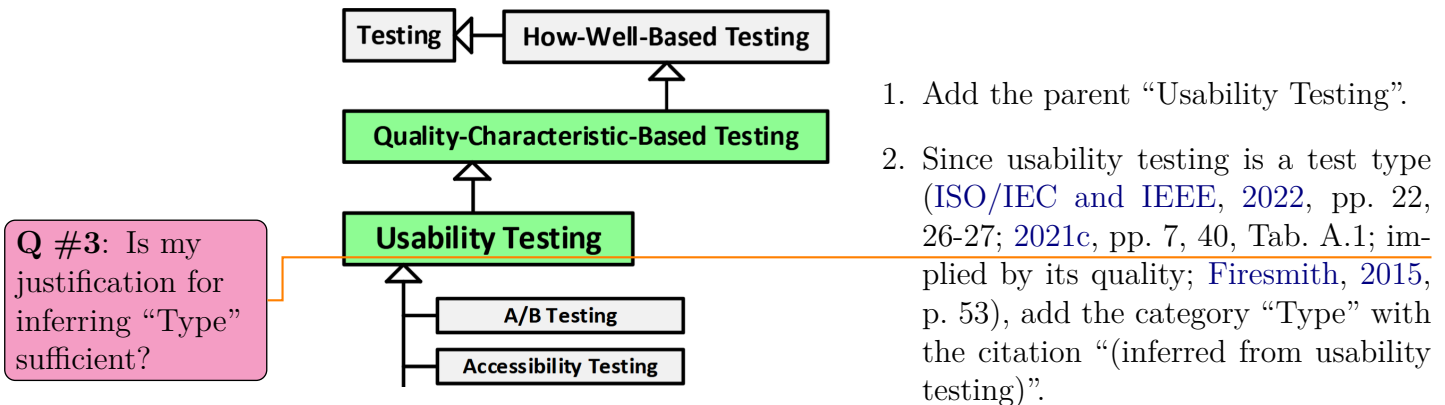 Testing
How-Well-Based Testing
Quality-Characteristic-Based Testing
Usability Testing
A/B Testing
Accessibility Testing
Q #3: Is my
justification for
inferring “Type”
sufficient?
1. Add the parent “Usability Testing”.
2. Since usability testing is a test type
(ISO/IEC and IEEE, 2022, pp. 22,
26-27; 2021c, pp. 7, 40, Tab. A.1; im-
plied by its quality; Firesmith, 2015,
p. 53), add the category “Type” with
the citation “(inferred from usability
testing)”.